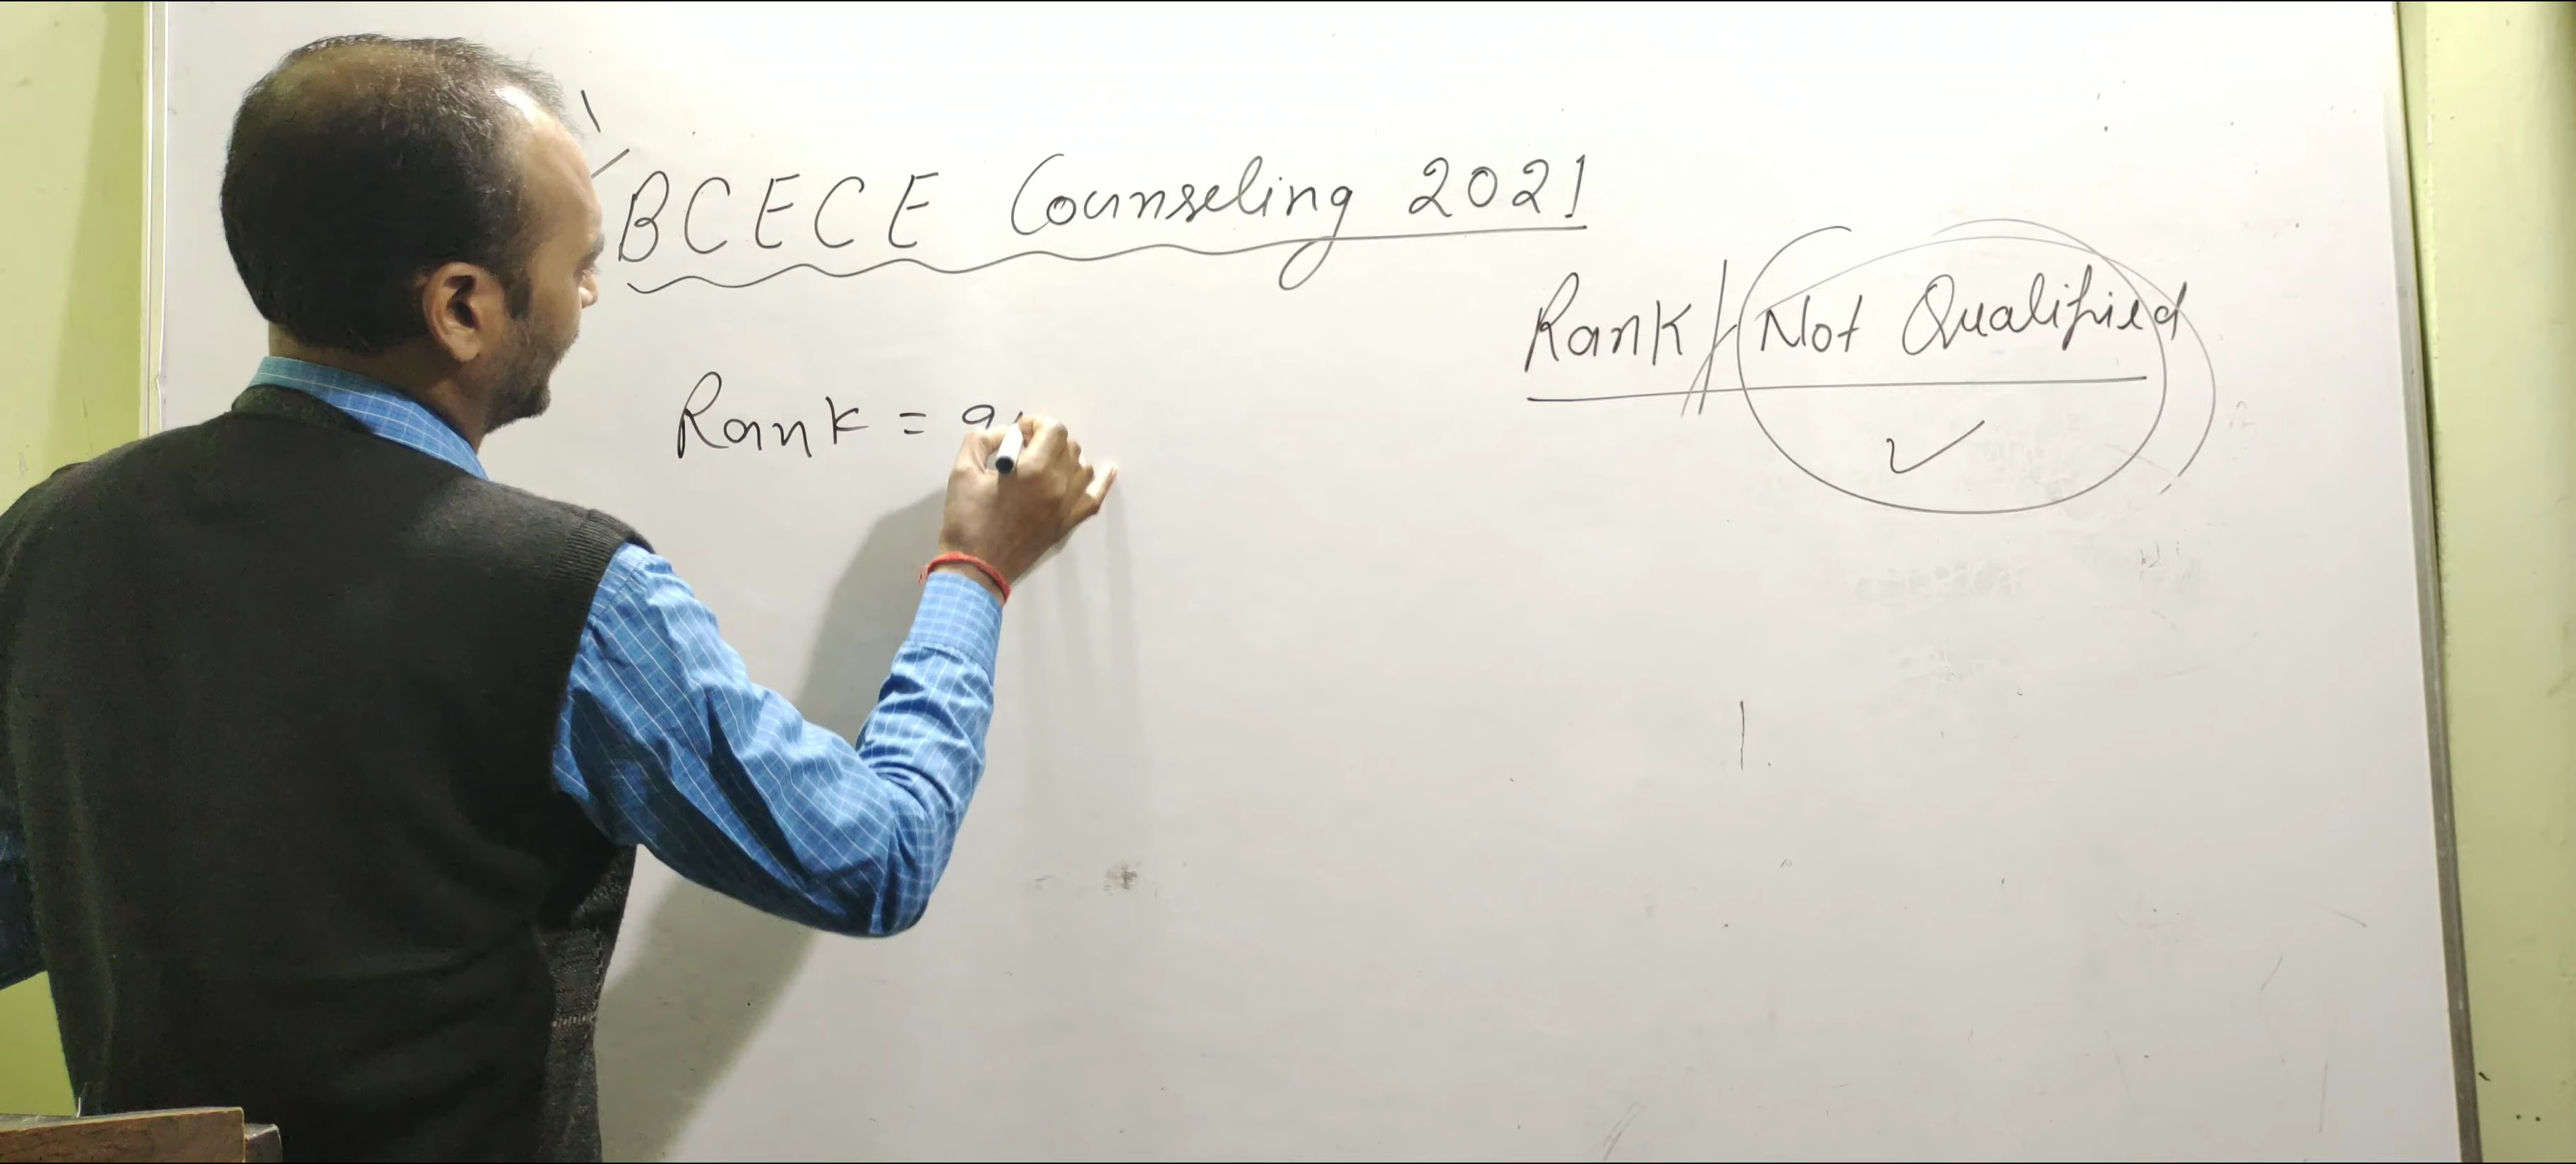 BCECE Counseling 2021
Rank / Not Qualified
Rank = 9